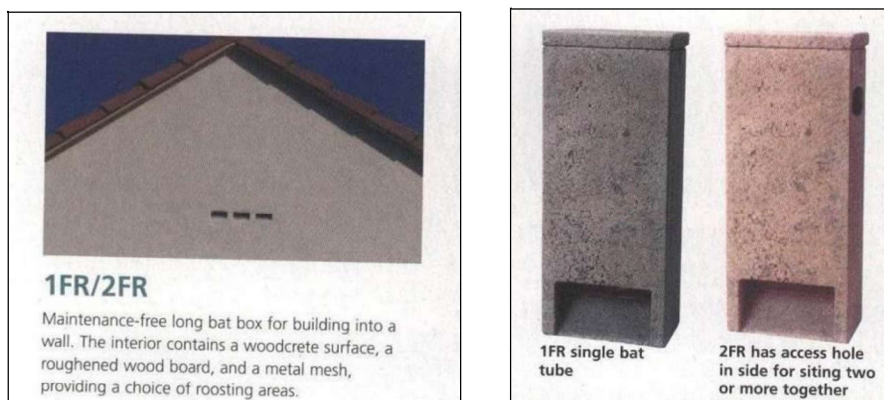 1FR/2FR
Maintenance-free long bat box for building into a
wall. The interior contains a woodcrete surface, a
roughened wood board, and a metal mesh,
providing a choice of roosting areas.
1FR single bat
tube
2FR has access hole
in side for siting two
or more together